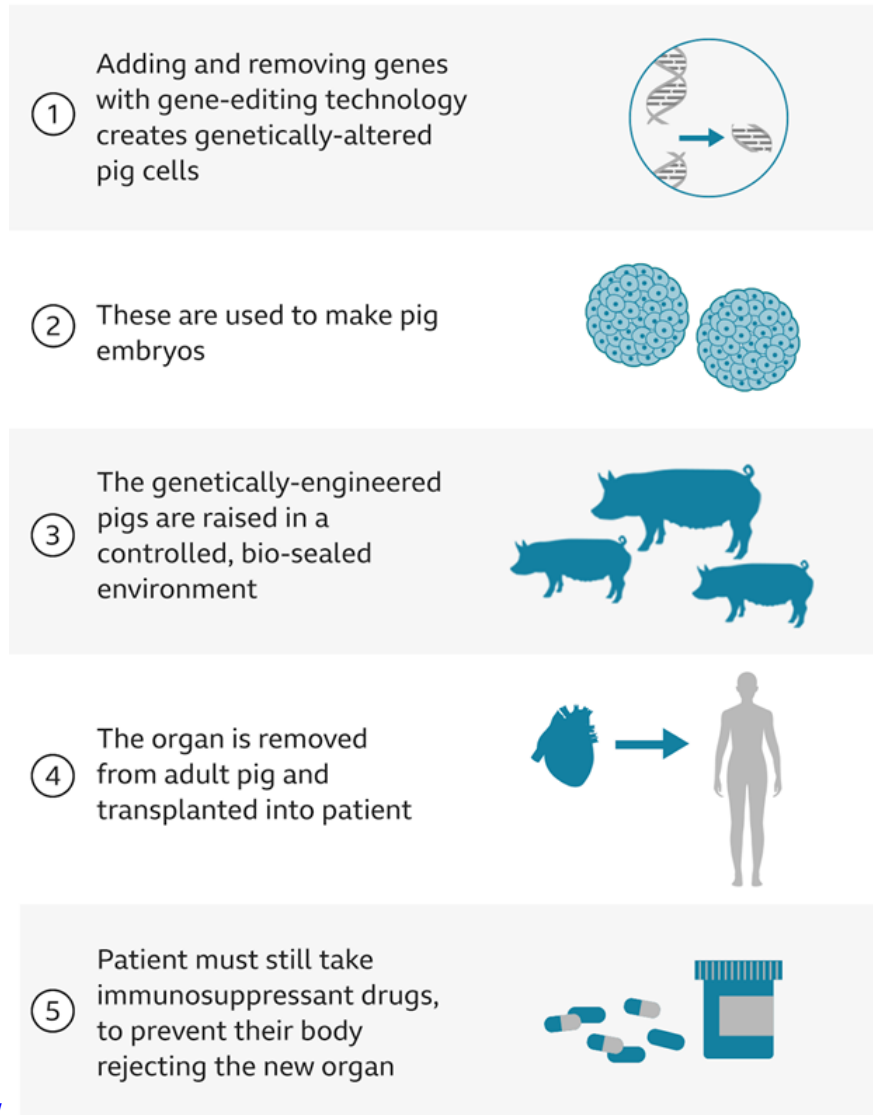 1
Adding and removing genes
with gene-editing technology
creates genetically-altered
pig cells
2
These are used to make pig
embryos
3
The genetically-engineered
pigs are raised in a
controlled, bio-sealed
environment
4
The organ is removed
from adult pig and
transplanted into patient
5
Patient must still take
immunosuppressant drugs,
to prevent their body
rejecting the new organ